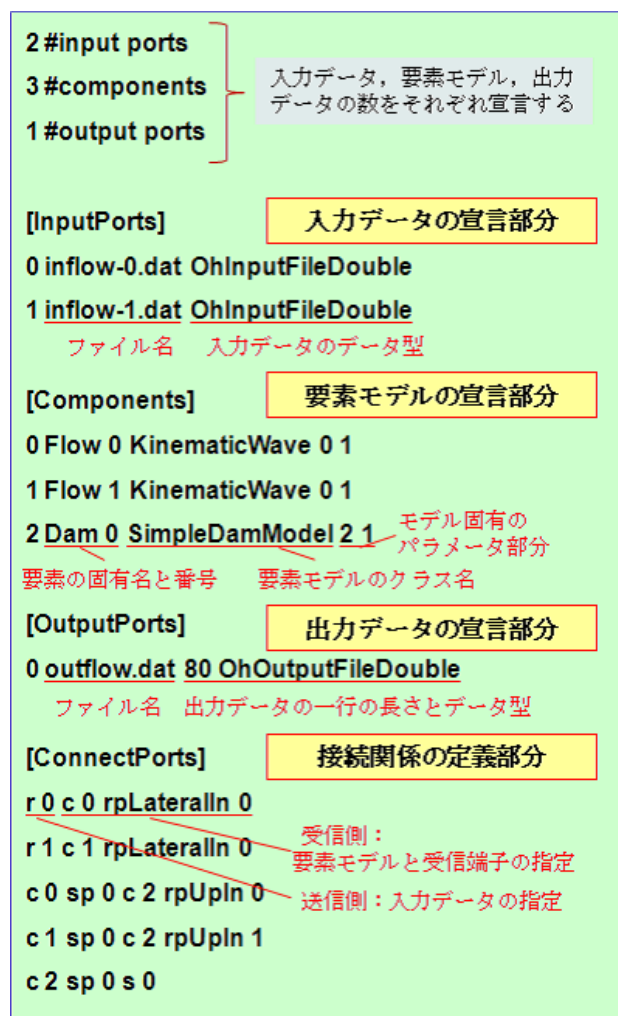 2 #input ports
3 #components
1 #output ports
入力データ，要素モデル，出力
データの数をそれぞれ宣言する
[InputPorts]
入力データの宣言部分
0 inflow-0.dat OhInputFileDouble
1 inflow-1.dat OhInputFileDouble
ファイル名 入力データのデータ型
[Components]
要素モデルの宣言部分
0 Flow 0 KinematicWave 0 1
1 Flow 1 KinematicWave 0 1
2 Dam 0 SimpleDamModel 2 1
モデル固有の
パラメータ部分
要素の固有名と番号 要素モデルのクラス名
[OutputPorts]
出力データの宣言部分
0 outflow.dat 80 OhOutputFileDouble
ファイル名 出力データの一行の長さとデータ型
[ConnectPorts]
接続関係の定義部分
r 0 c 0 rpLateralIn 0
r 1 c 1 rpLateralIn 0
受信側：
要素モデルと受信端子の指定
c 0 sp 0 c 2 rpUpIn 0
送信側：入力データの指定
c 1 sp 0 c 2 rpUpIn 1
c 2 sp 0 s 0